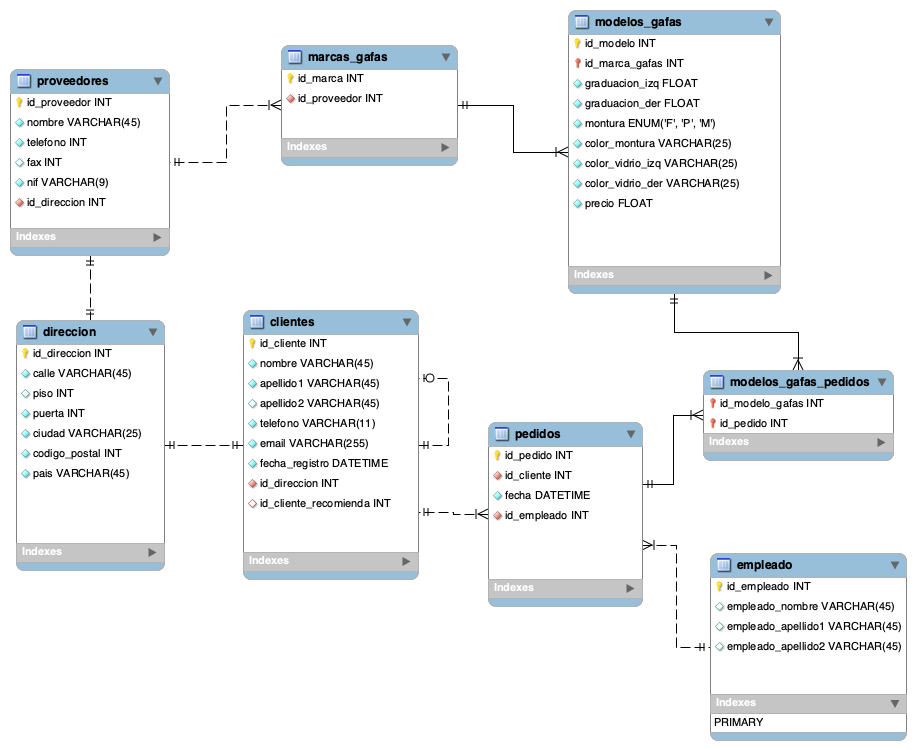 proveedores
id_proveedor INT
nombre VARCHAR(45)
telefono INT
fax INT
nif VARCHAR(9)
id_direccion INT
Indexes
marcas_gafas
id_marca INT
id_proveedor INT
Indexes
modelos_gafas
id_modelo INT
id_marca_gafas INT
graduacion_izq FLOAT
graduacion_der FLOAT
montura ENUM('F', 'P', 'M')
color_montura VARCHAR(25)
color_vidrio_izq VARCHAR(25)
color_vidrio_der VARCHAR(25)
precio FLOAT
Indexes
direccion
id_direccion INT
calle VARCHAR(45)
piso INT
puerta INT
ciudad VARCHAR(25)
codigo_postal INT
pais VARCHAR(45)
Indexes
clientes
id_cliente INT
nombre VARCHAR(45)
apellido1 VARCHAR(45)
apellido2 VARCHAR(45)
telefono VARCHAR(11)
email VARCHAR(255)
fecha_registro DATETIME
id_direccion INT
id_cliente_recomienda INT
Indexes
pedidos
id_pedido INT
id_cliente INT
fecha DATETIME
id_empleado INT
Indexes
modelos_gafas_pedidos
id_modelo_gafas INT
id_pedido INT
Indexes
empleado
id_empleado INT
empleado_nombre VARCHAR(45)
empleado_apellido1 VARCHAR(45)
empleado_apellido2 VARCHAR(45)
Indexes
PRIMARY